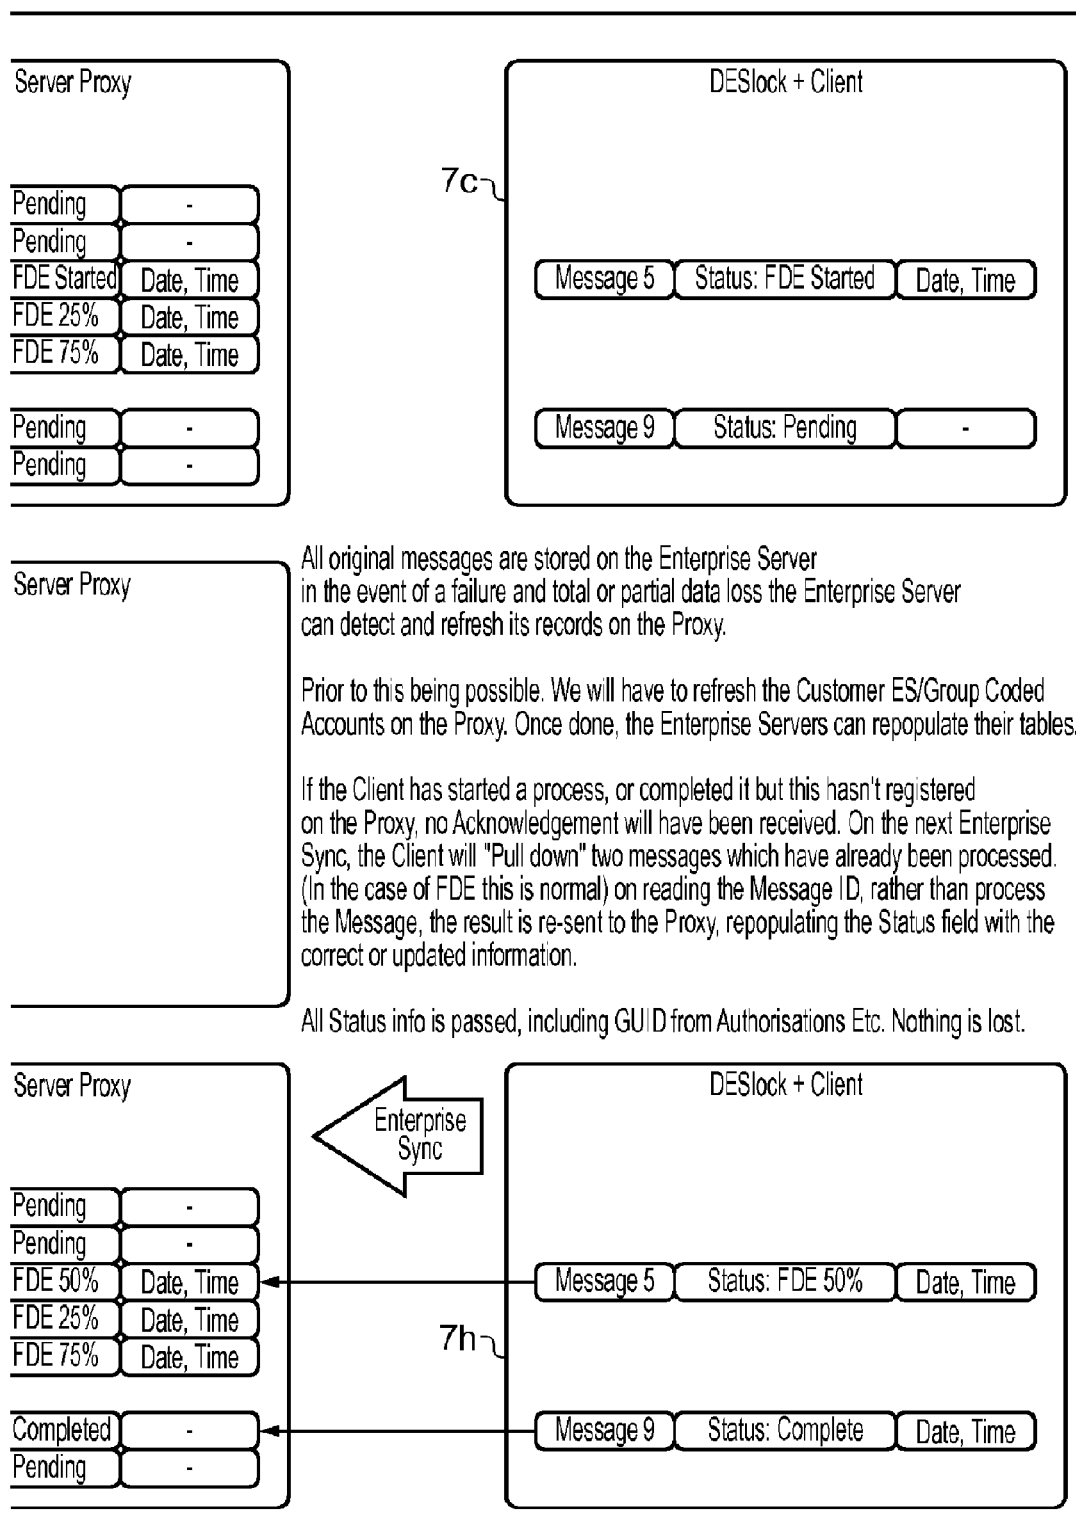 Server Proxy
DESlock + Client
7c
Pending -
Pending -
FDE Started Date, Time
Message 5 Status: FDE Started Date, Time
FDE 25% Date, Time
FDE 75% Date, Time
Pending -
Message 9 Status: Pending -
Pending -
Server Proxy
All original messages are stored on the Enterprise Server
in the event of a failure and total or partial data loss the Enterprise Server
can detect and refresh its records on the Proxy.
Prior to this being possible. We will have to refresh the Customer ES/Group Coded
Accounts on the Proxy. Once done, the Enterprise Servers can repopulate their tables.
If the Client has started a process, or completed it but this hasn't registered
on the Proxy, no Acknowledgement will have been received. On the next Enterprise
Sync, the Client will "Pull down" two messages which have already been processed.
(In the case of FDE this is normal) on reading the Message ID, rather than process
the Message, the result is re-sent to the Proxy, repopulating the Status field with the
correct or updated information.
All Status info is passed, including GUID from Authorisations Etc. Nothing is lost.
Server Proxy
Enterprise
Sync
DESlock + Client
Pending -
Pending -
FDE 50% Date, Time
Message 5 Status: FDE 50% Date, Time
FDE 25% Date, Time
FDE 75% Date, Time
7h
Completed -
Message 9 Status: Complete Date, Time
Pending -